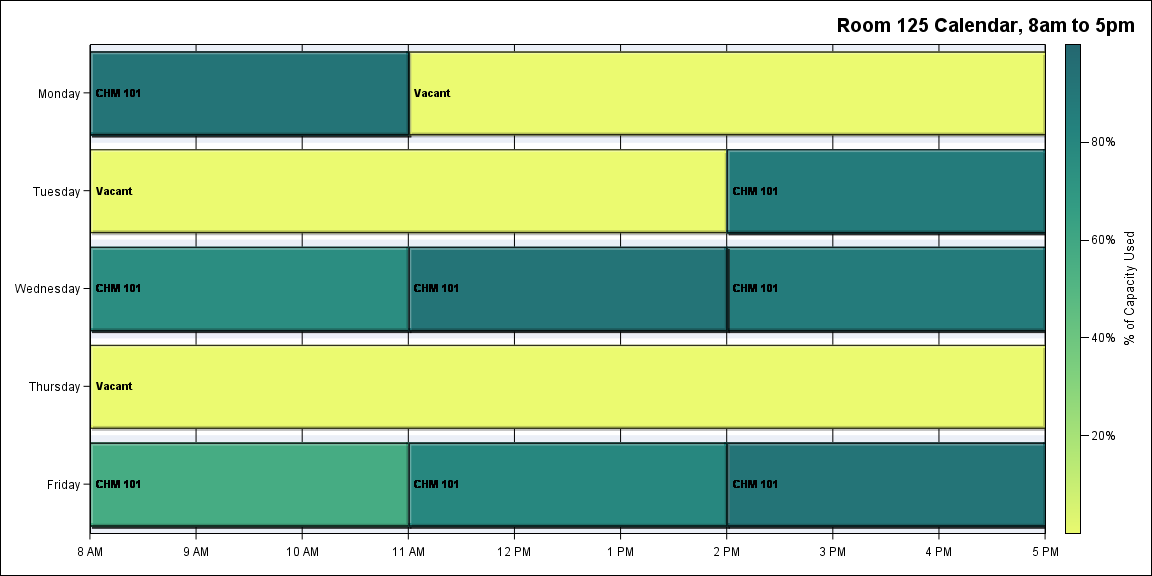 Room 125 Calendar, 8am to 5pm
Monday
CHM 101
Vacant
Tuesday
Vacant
CHM 101
Wednesday
CHM 101
CHM 101
CHM 101
Thursday
Vacant
Friday
CHM 101
CHM 101
CHM 101
8 AM 9 AM 10 AM 11 AM 12 PM 1 PM 2 PM 3 PM 4 PM 5 PM
80%
60%
40%
20%
% of Capacity Used